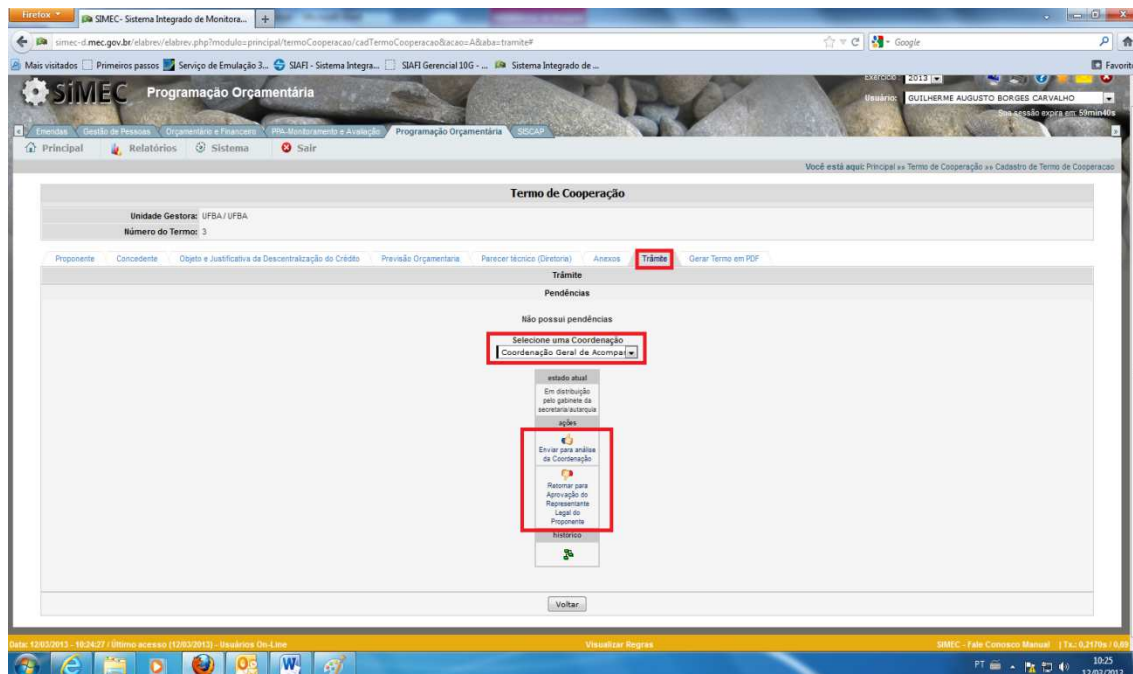 Firefox
SIMEC- Sistema Integrado de Monitora...
simec-d.mec.gov.br/elabrev/elabrev.php?modulo=principal/termoCooperacao/cadTermoCooperacao&acao=A&aba=tramite#
Google
Mais visitados Primeiros passos Serviço de Emulação 3... SIAFI - Sistema Integra... SIAFI Gerencial 10G - ... Sistema Integrado de ...
Favorit
SIMEC Programação Orçamentária
Exercício: 2013
Usuário: GUILHERME AUGUSTO BORGES CARVALHO
Sua sessão expira em: 59min40s
Emendas Gestão de Pessoas Orçamentário e Financeiro PPA-Monitoramento e Avaliação Programação Orçamentária SISCAP
Principal Relatórios Sistema Sair
Você está aqui: Principal »» Termo de Cooperação »» Cadastro de Termo de Cooperacao
Termo de Cooperação
Unidade Gestora: UFBA / UFBA
Número do Termo: 3
Proponente Concedente Objeto e Justificativa da Descentralização do Crédito Previsão Orçamentaria Parecer técnico (Diretoria) Anexos Trâmite Gerar Termo em PDF
Trâmite
Pendências
Não possui pendências
Selecione uma Coordenação
Coordenação Geral de Acompa
estado atual
Em distribuição
pelo gabinete da
secretaria/autarquia
ações
Enviar para análise
da Coordenação
Retornar para
Aprovação do
Representante
Legal do
Proponente
histórico
Voltar
Data: 12/03/2013 - 10:24:27 / Último acesso (12/03/2013) - Usuários On-Line
Visualizar Regras
SIMEC - Fale Conosco Manual | Tx.: 0,2170s / 0,69
PT
10:25
12/03/2013